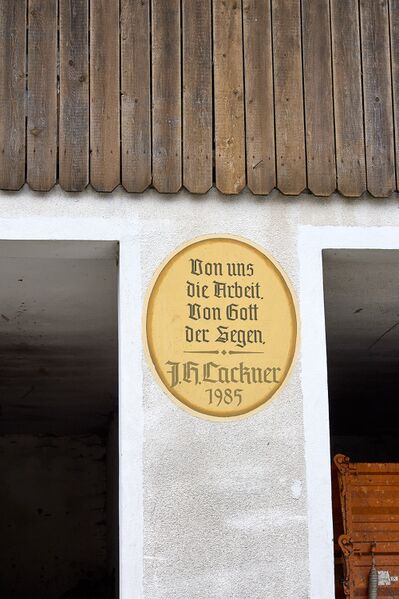 Von uns
die Arbeit.
Von Gott
der Segen.
J.H. Lackner
1985